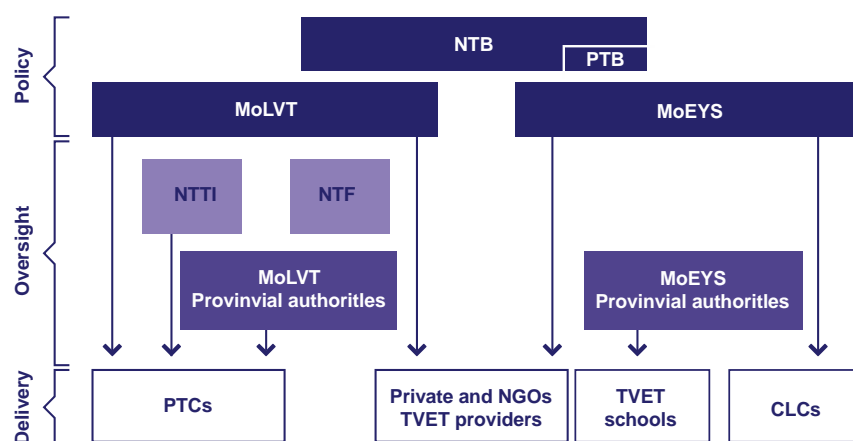 Policy
NTB
PTB
MoLVT
MoEYS
Oversight
NTTI
NTF
MoLVT
Provinvial authoritles
MoEYS
Provinvial authoritles
Delivery
PTCs
Private and NGOs
TVET providers
TVET
schools
CLCs